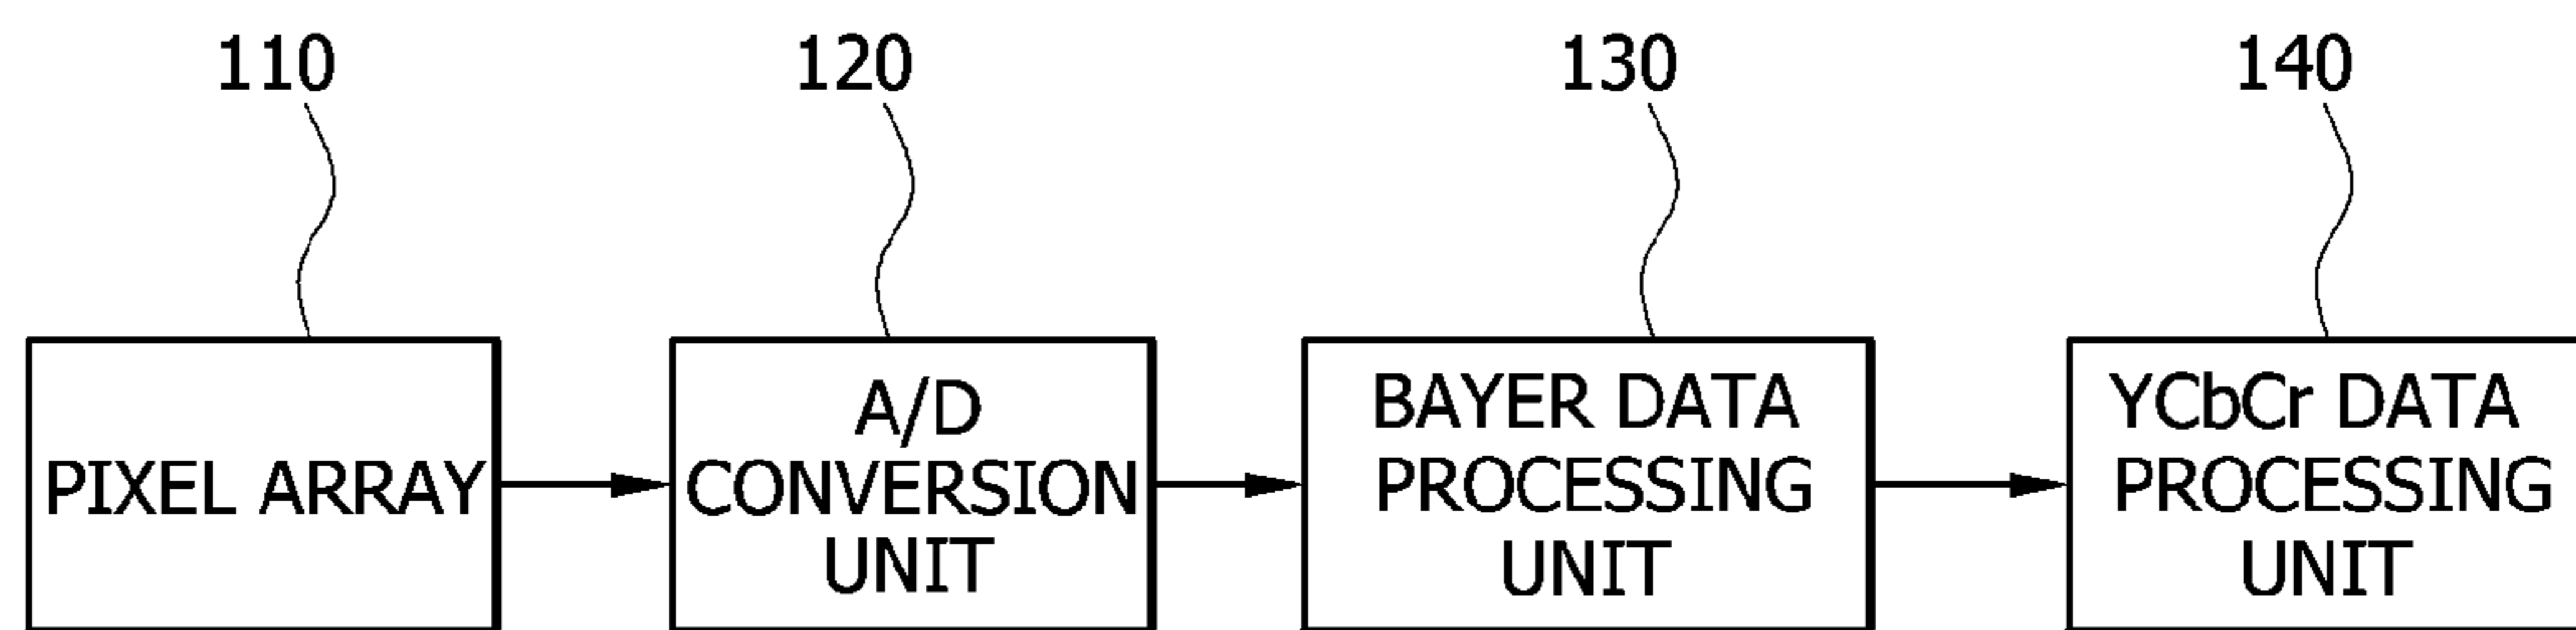 110
120
130
140
PIXEL ARRAY
A/D
CONVERSION
UNIT
BAYER DATA
PROCESSING
UNIT
YCbCr DATA
PROCESSING
UNIT